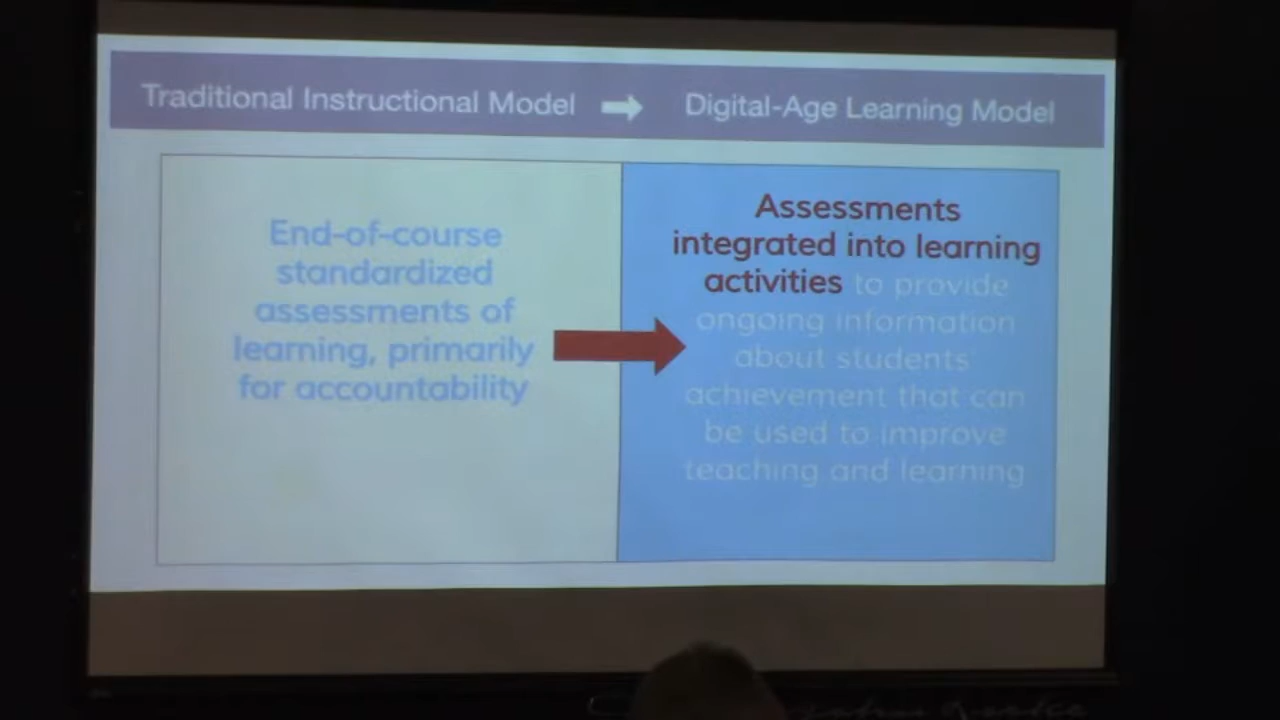 Traditional Instructional Model ➡ Digital-Age Learning Model
End-of-course
standardized
assessments of
learning, primarily
for accountability
Assessments
integrated into learning
activities to provide
ongoing information
about students
achievement that can
be used to improve
teaching and learning